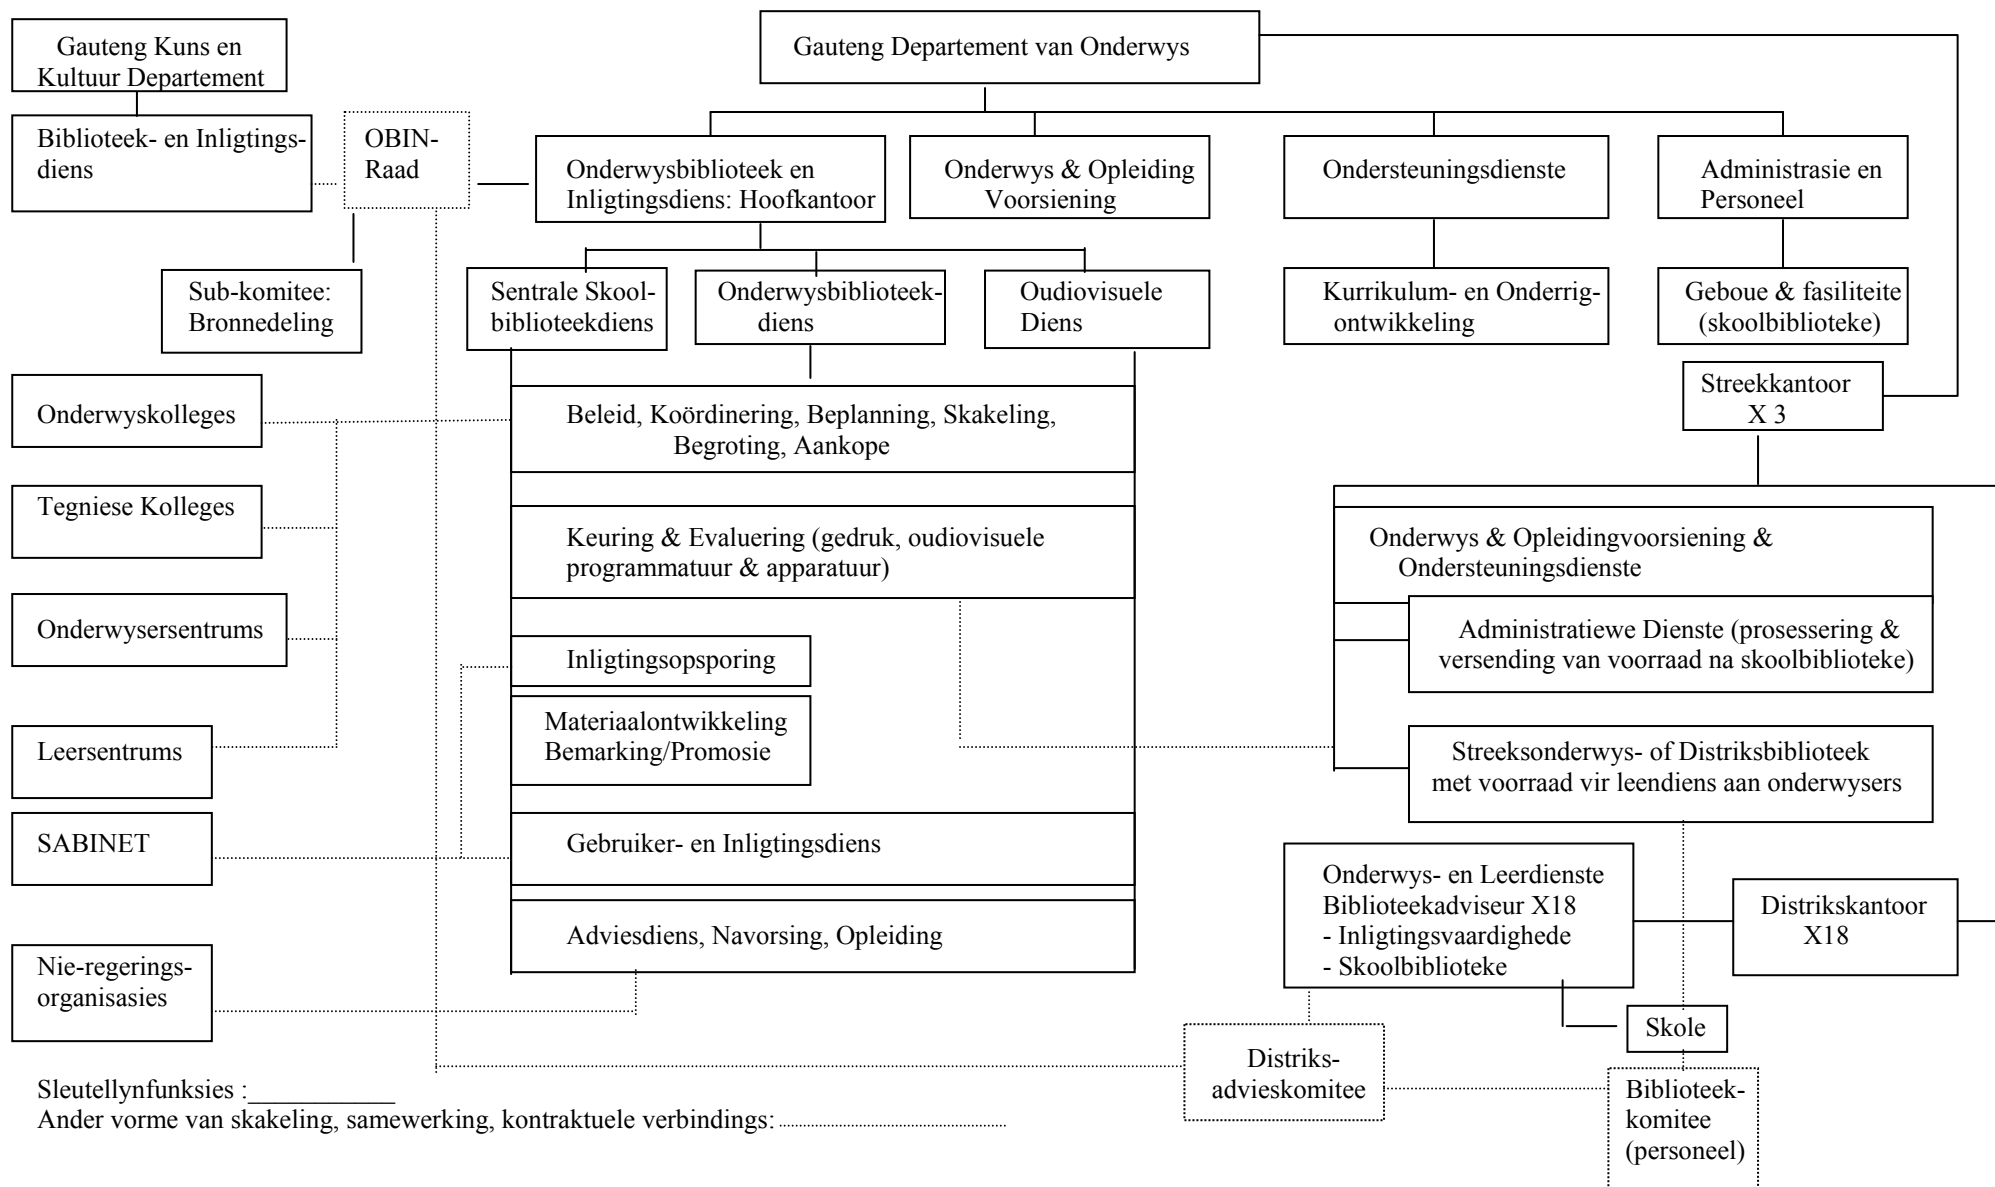 Gauteng Kuns en
Kultuur Departement
Gauteng Departement van Onderwys
Biblioteek- en Inligtings-
diens
OBIN-
Raad
Onderwysbiblioteek en
Inligtingsdiens: Hoofkantoor
Onderwys & Opleiding
Voorsiening
Ondersteuningsdienste
Administrasie en
Personeel
Sub-komitee:
Bronnedeling
Sentrale Skool-
biblioteekdiens
Onderwysbiblioteek-
diens
Oudiovisuele
Diens
Kurrikulum- en Onderrig-
ontwikkeling
Geboue & fasiliteite
(skoolbiblioteke)
Streekkantoor
X 3
Onderwyskolleges
Beleid, Koördinering, Beplanning, Skakeling,
Begroting, Aankope
Tegniese Kolleges
Keuring & Evaluering (gedruk, oudiovisuele
programmatuur & apparatuur)
Onderwys & Opleidingvoorsiening &
Ondersteuningsdienste
Onderwysersentrums
Inligtingsopsporing
Administratiewe Dienste (prosessering &
versending van voorraad na skoolbiblioteke)
Leersentrums
Materiaalontwikkeling
Bemarking/Promosie
Streeksonderwys- of Distriksbiblioteek
met voorraad vir leendiens aan onderwysers
SABINET
Gebruiker- en Inligtingsdiens
Onderwys- en Leerdienste
Biblioteekadviseur X18
- Inligtingsvaardighede
- Skoolbiblioteke
Distrikskantoor
X18
Adviesdiens, Navorsing, Opleiding
Nie-regerings-
organisasies
Skole
Distriks-
advieskomitee
Biblioteek-
komitee
(personeel)
Sleutellynfunksies :___________
Ander vorme van skakeling, samewerking, kontraktuele verbindings: ..................................